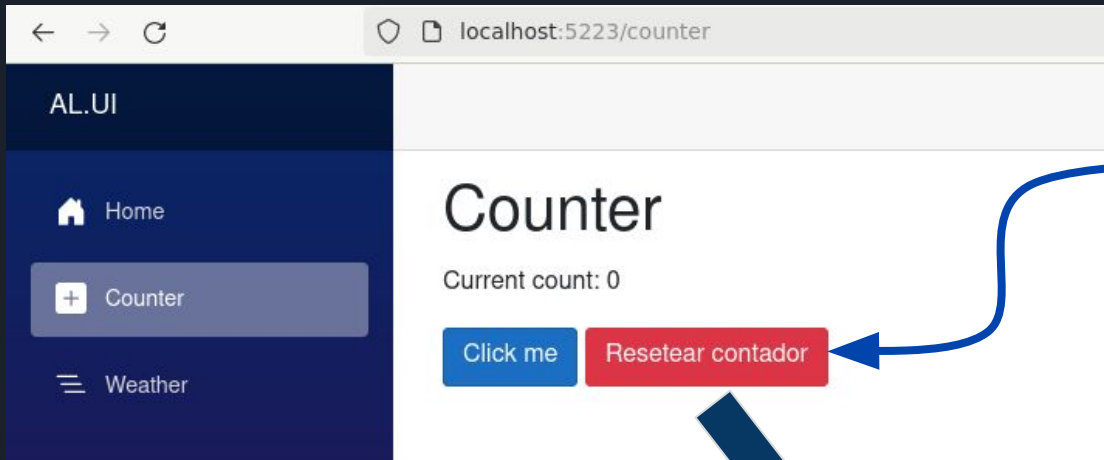 localhost:5223/counter
AL.UI
Home
Counter
Weather
Counter
Current count: 0
Click me
Resetear contador